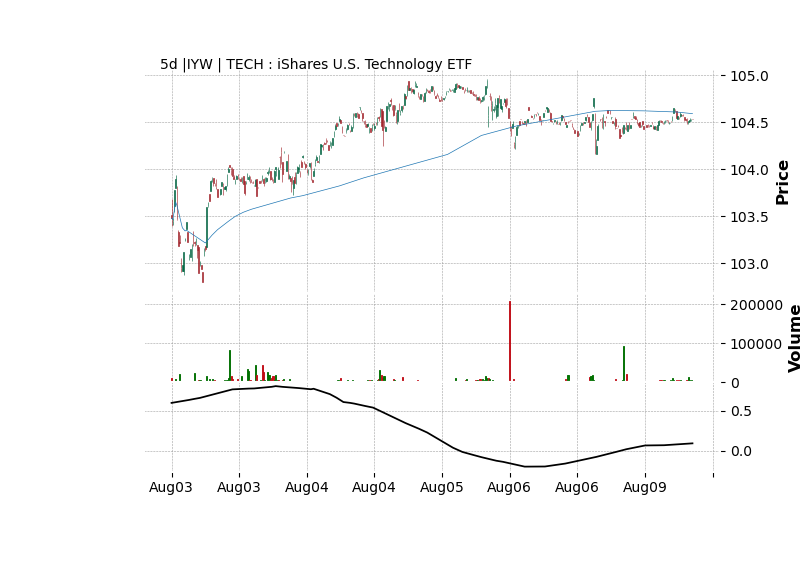 5d |IYW | TECH : iShares U.S. Technology ETF
105.0
104.5
104.0
103.5
103.0
Price
200000
100000
0
Volume
0.5
0.0
Aug03 Aug03 Aug04 Aug04 Aug05 Aug06 Aug06 Aug09